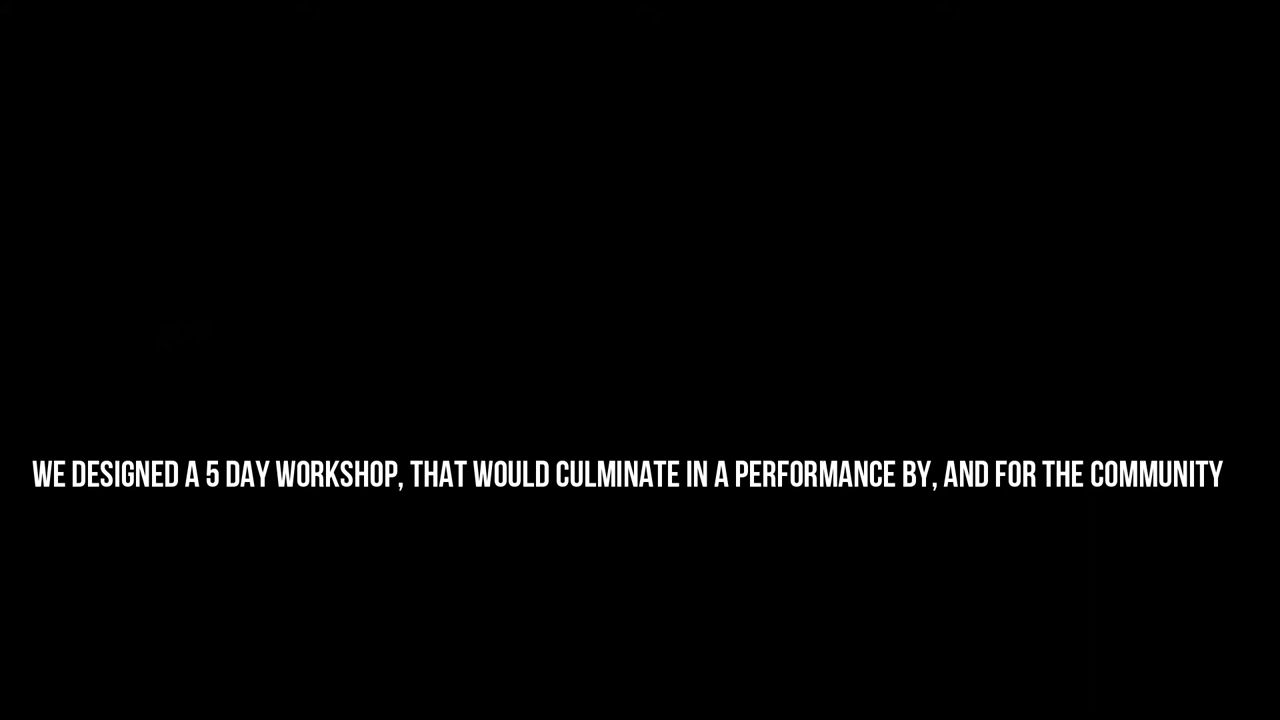 WE DESIGNED A 5 DAY WORKSHOP, THAT WOULD CULMINATE IN A PERFORMANCE BY, AND FOR THE COMMUNITY